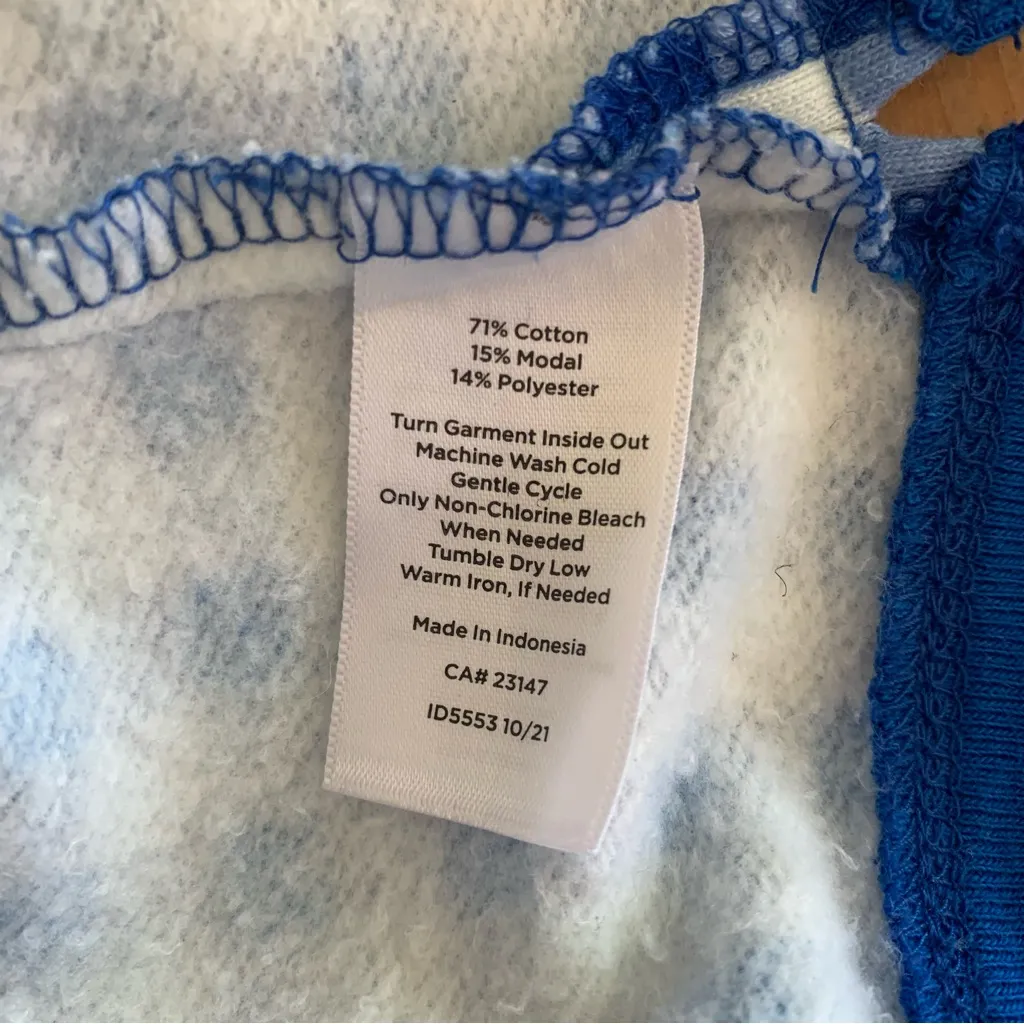 71% Cotton
15% Modal
14% Polyester
Turn Garment Inside Out
Machine Wash Cold
Gentle Cycle
Only Non-Chlorine Bleach
When Needed
Tumble Dry Low
Warm Iron, If Needed
Made In Indonesia
CA# 23147
ID5553 10/21